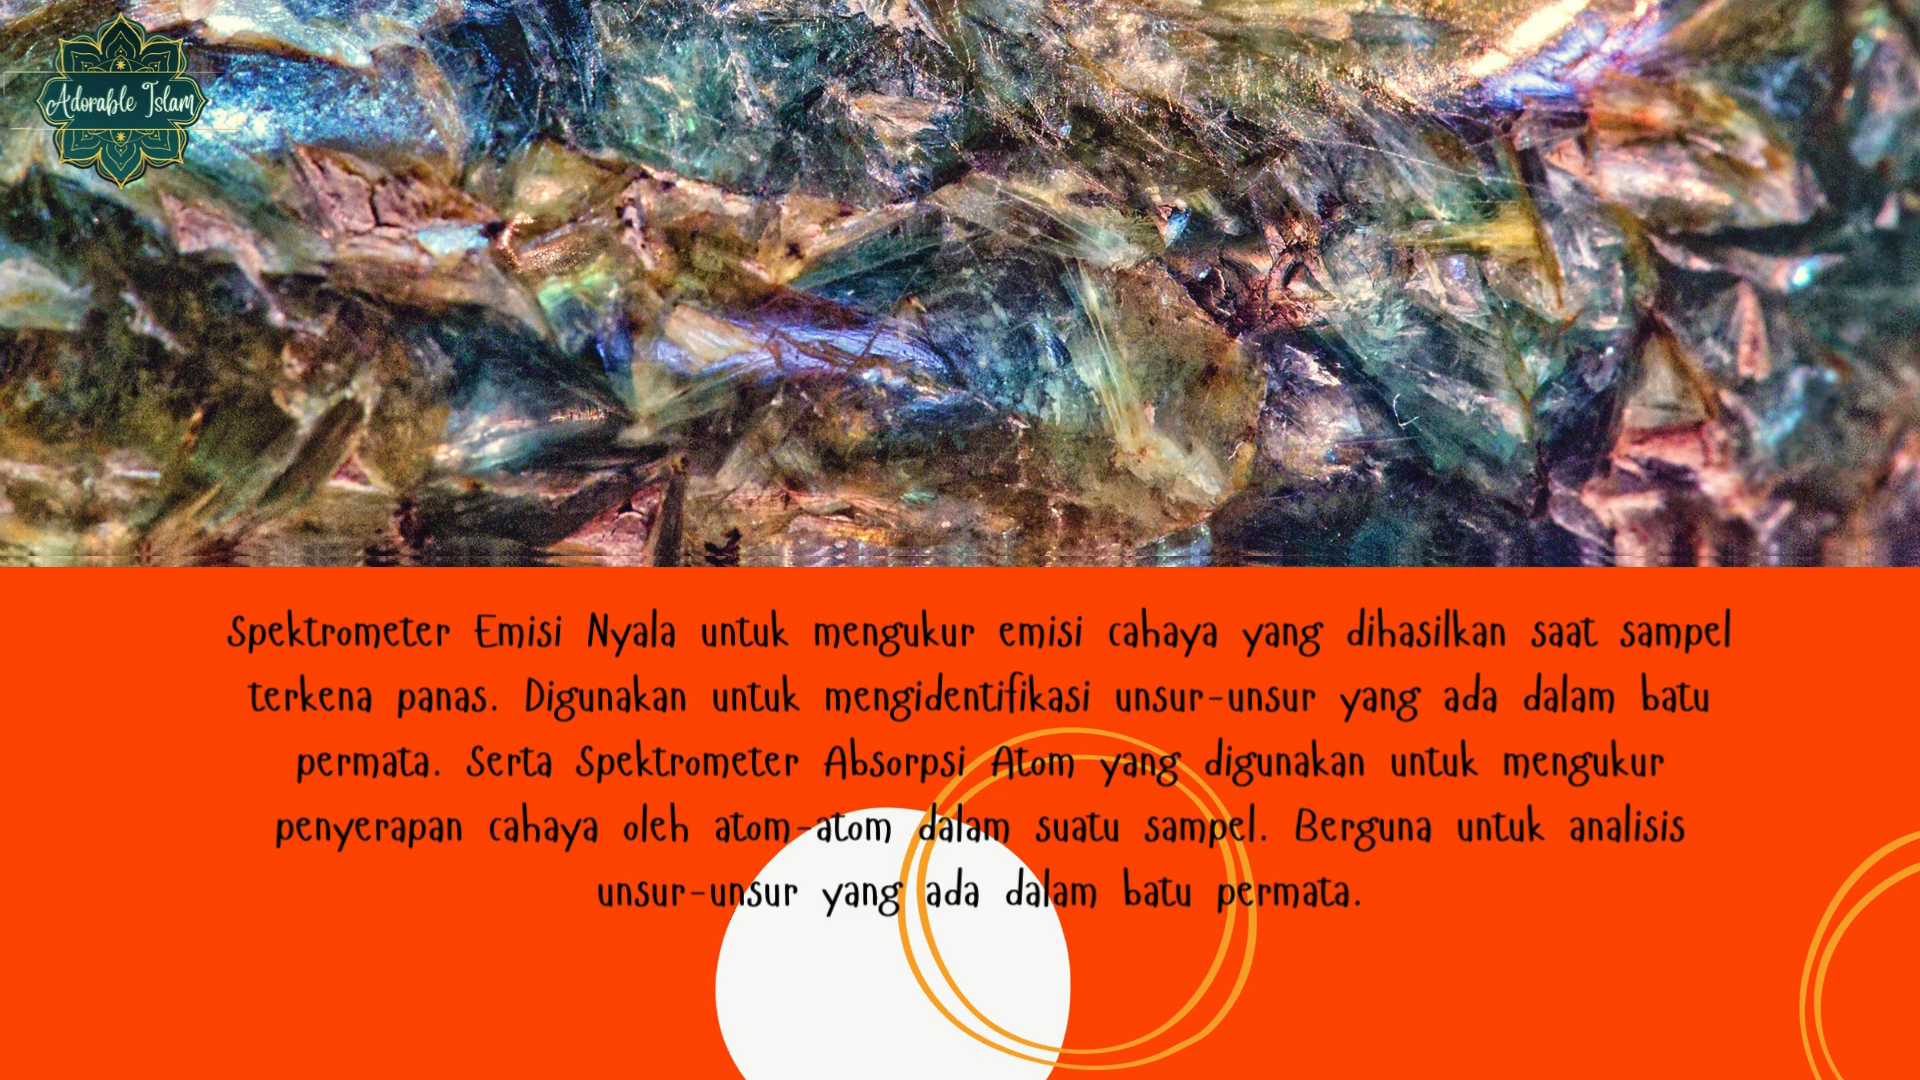 Adorable Islam
Spektrometer Emisi Nyala untuk mengukur emisi cahaya yang dihasilkan saat sampel
terkena panas. Digunakan untuk mengidentifikasi unsur-unsur yang ada dalam batu
permata. Serta Spektrometer Absorpsi Atom yang digunakan untuk mengukur
penyerapan cahaya oleh atom-atom dalam suatu sampel. Berguna untuk analisis
unsur-unsur yang ada dalam batu permata.